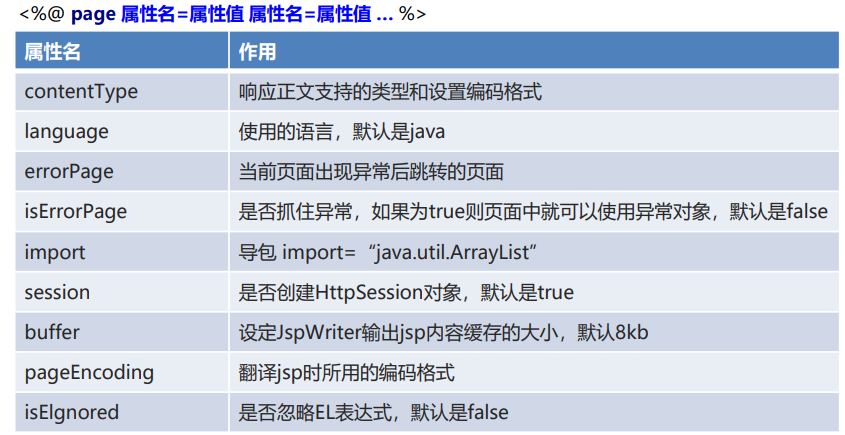 <%@ page 属性名=属性值 属性名=属性值 ... %>
属性名 作用
contentType 响应正文支持的类型和设置编码格式
language 使用的语言，默认是java
errorPage 当前页面出现异常后跳转的页面
isErrorPage 是否抓住异常，如果为true则页面中就可以使用异常对象，默认是false
import 导包 import=“java.util.ArrayList”
session 是否创建HttpSession对象，默认是true
buffer 设定JspWriter输出jsp内容缓存的大小，默认8kb
pageEncoding 翻译jsp时所用的编码格式
isElgnored 是否忽略EL表达式，默认是false